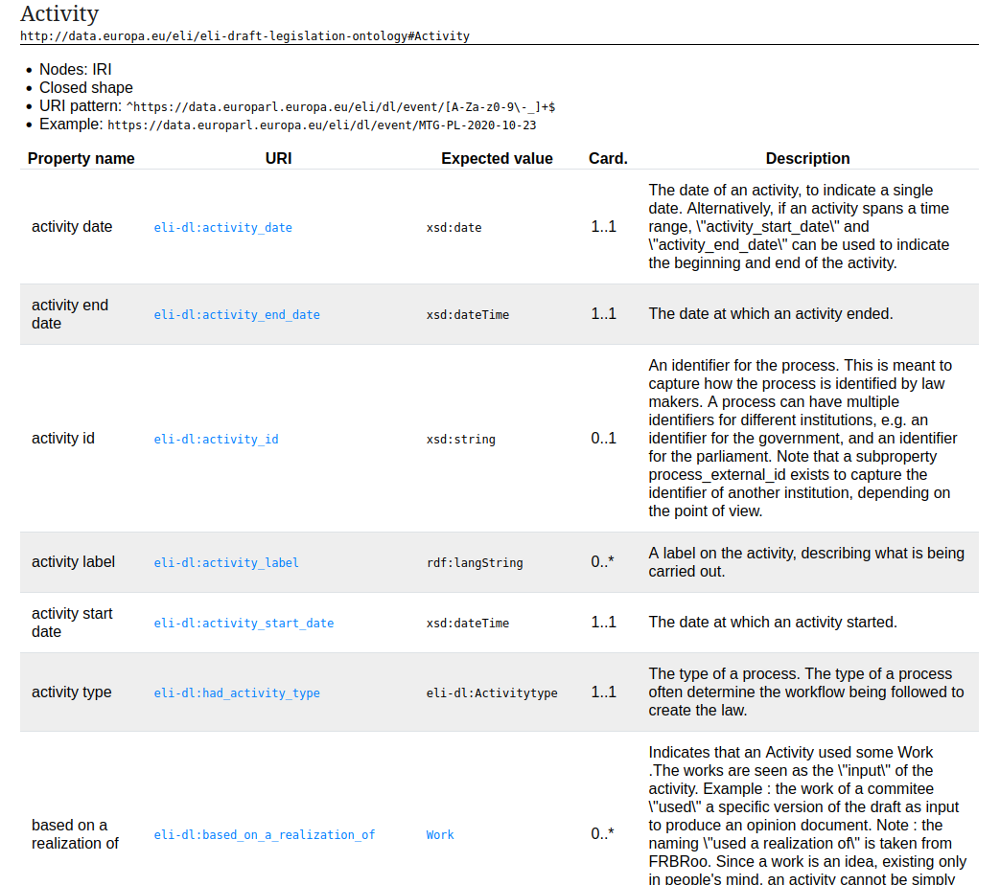 Activity
http://data.europa.eu/eli/eli-draft-legislation-ontology#Activity
• Nodes: IRI
• Closed shape
• URI pattern: ^https://data.europarl.europa.eu/eli/dl/event/[A-Za-z0-9\-_]+$
• Example: https://data.europarl.europa.eu/eli/dl/event/MTG-PL-2020-10-23
Property name URI Expected value Card. Description
activity date eli-dl:activity_date xsd:date 1..1
The date of an activity, to indicate a single
date. Alternatively, if an activity spans a time
range, \"activity_start_date\" and
\"activity_end_date\" can be used to indicate
the beginning and end of the activity.
activity end
date
eli-dl:activity_end_date xsd:dateTime 1..1 The date at which an activity ended.
activity id eli-dl:activity_id xsd:string 0..1
An identifier for the process. This is meant to
capture how the process is identified by law
makers. A process can have multiple
identifiers for different institutions, e.g. an
identifier for the government, and an identifier
for the parliament. Note that a subproperty
process_external_id exists to capture the
identifier of another institution, depending on
the point of view.
activity label eli-dl:activity_label rdf:langString 0..*
A label on the activity, describing what is being
carried out.
activity start
date
eli-dl:activity_start_date xsd:dateTime 1..1 The date at which an activity started.
activity type eli-dl:had_activity_type eli-dl:Activitytype 1..1
The type of a process. The type of a process
often determine the workflow being followed to
create the law.
based on a
realization of
eli-dl:based_on_a_realization_of Work 0..*
Indicates that an Activity used some Work
.The works are seen as the \"input\" of the
activity. Example : the work of a commitee
\"used\" a specific version of the draft as input
to produce an opinion document. Note : the
naming \"used a realization of\" is taken from
FRBRoo. Since a work is an idea, existing only
in people's mind, an activity cannot be simply